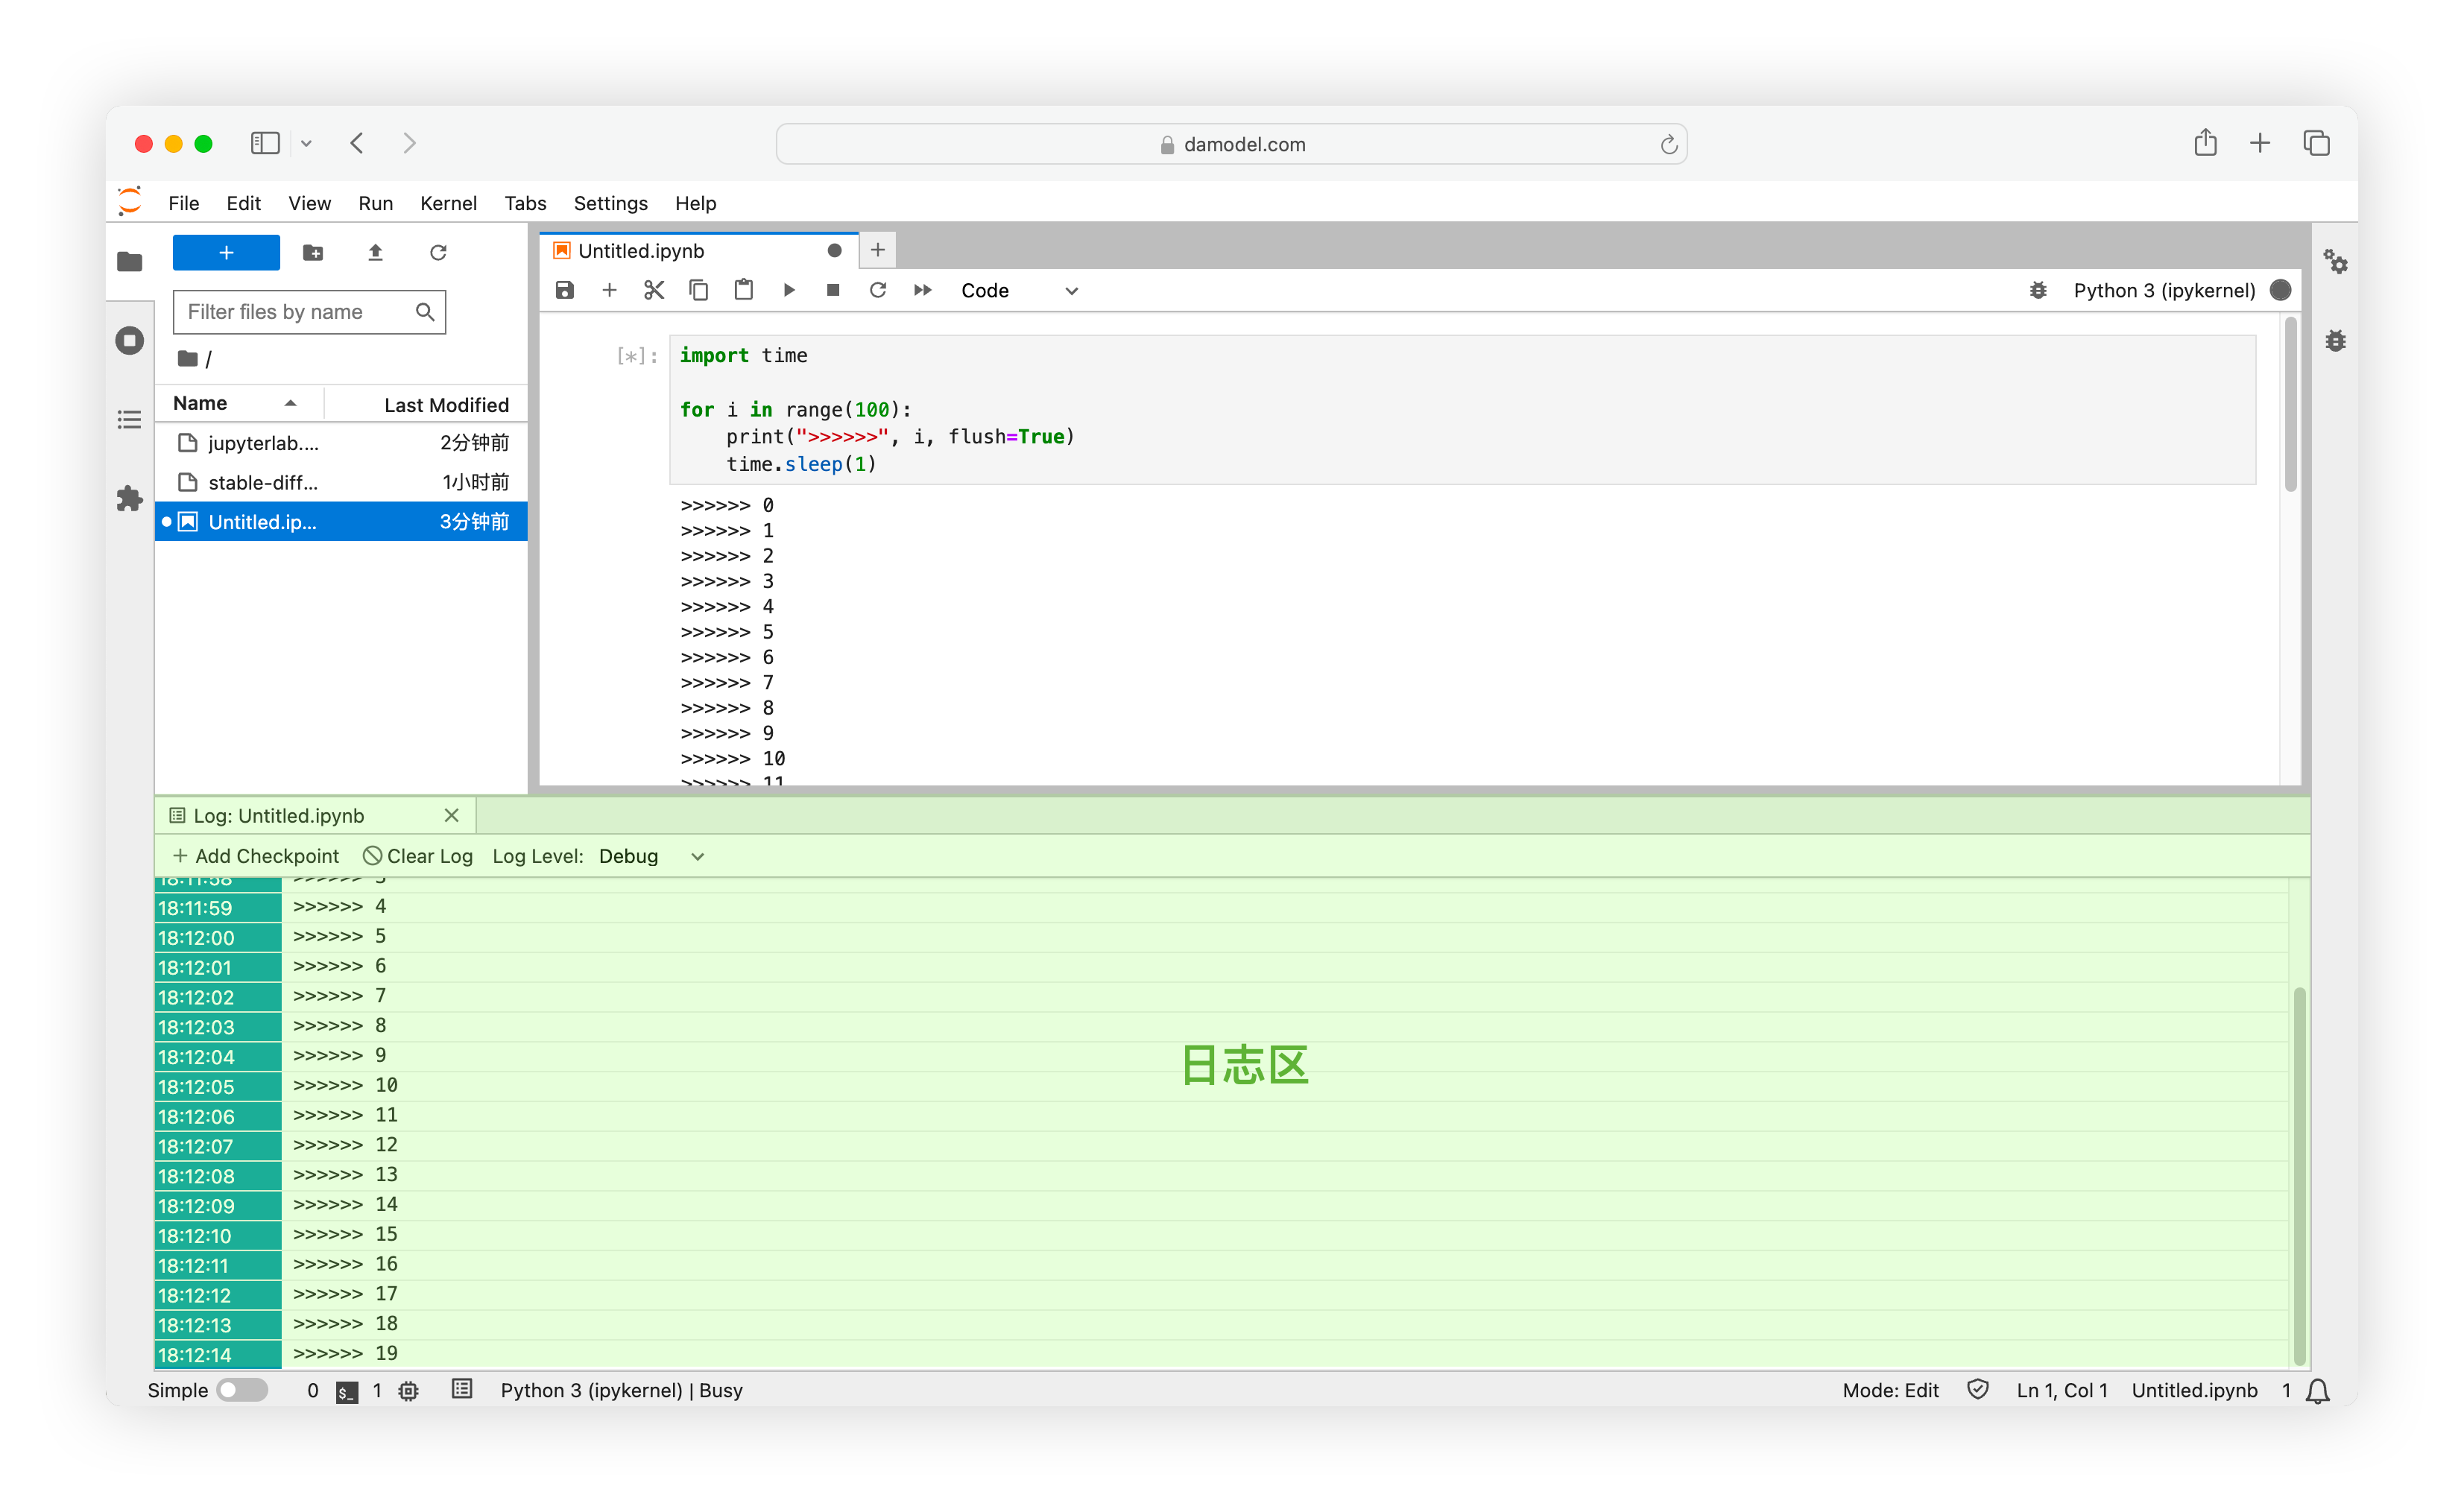 damodel.com
File Edit View Run Kernel Tabs Settings Help
Filter files by name
/
Name Last Modified
jupyterlab.... 2分钟前
stable-diff... 1小时前
Untitled.ip... 3分钟前
Untitled.ipynb
Code Python 3 (ipykernel)
[*]: import time
for i in range(100):
    print(">>>>>>", i, flush=True)
    time.sleep(1)
>>>>>> 0
>>>>>> 1
>>>>>> 2
>>>>>> 3
>>>>>> 4
>>>>>> 5
>>>>>> 6
>>>>>> 7
>>>>>> 8
>>>>>> 9
>>>>>> 10
>>>>>> 11
Log: Untitled.ipynb
Add Checkpoint Clear Log Log Level: Debug
18:11:58 >>>>>> 3
18:11:59 >>>>>> 4
18:12:00 >>>>>> 5
18:12:01 >>>>>> 6
18:12:02 >>>>>> 7
18:12:03 >>>>>> 8
18:12:04 >>>>>> 9
18:12:05 >>>>>> 10
18:12:06 >>>>>> 11
18:12:07 >>>>>> 12
18:12:08 >>>>>> 13
18:12:09 >>>>>> 14
18:12:10 >>>>>> 15
18:12:11 >>>>>> 16
18:12:12 >>>>>> 17
18:12:13 >>>>>> 18
18:12:14 >>>>>> 19
日志区
Simple 0 $_ 1 Python 3 (ipykernel) | Busy Mode: Edit Ln 1, Col 1 Untitled.ipynb 1